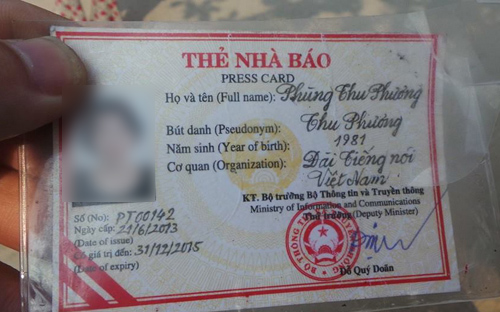 THẺ NHÀ BÁO
PRESS CARD
Họ và tên (Full name): Phùng Thu Phương
Bút danh (Pseudonym): Thu Phương
Năm sinh (Year of birth): 1981
Cơ quan (Organization): Đài Tiếng nói
Việt Nam
KT. Bộ trưởng Bộ Thông tin và Truyền thông
Ministry of Information and Communications
Thứ trưởng (Deputy Minister)
Số (No): PT00142
Ngày cấp: 21/6/2013
(Date of issue)
Có giá trị đến: 31/12/2015
(Date of expiry)
Đỗ Quý Doãn